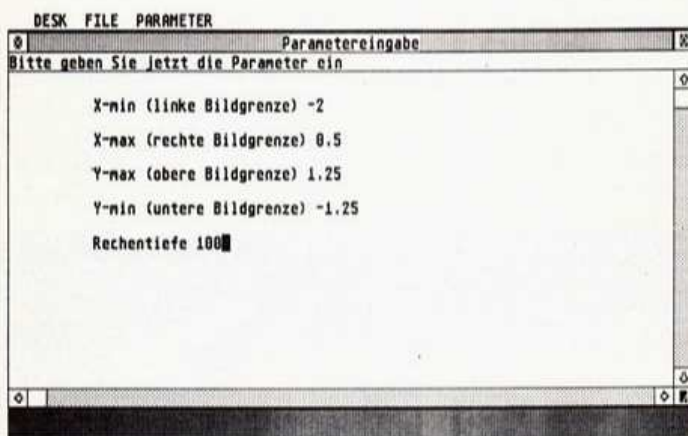 DESK FILE PARAMETER
Parametereingabe
Bitte geben Sie jetzt die Parameter ein
X-min (linke Bildgrenze) -2
X-max (rechte Bildgrenze) 0.5
Y-max (obere Bildgrenze) 1.25
Y-min (untere Bildgrenze) -1.25
Rechentiefe 100